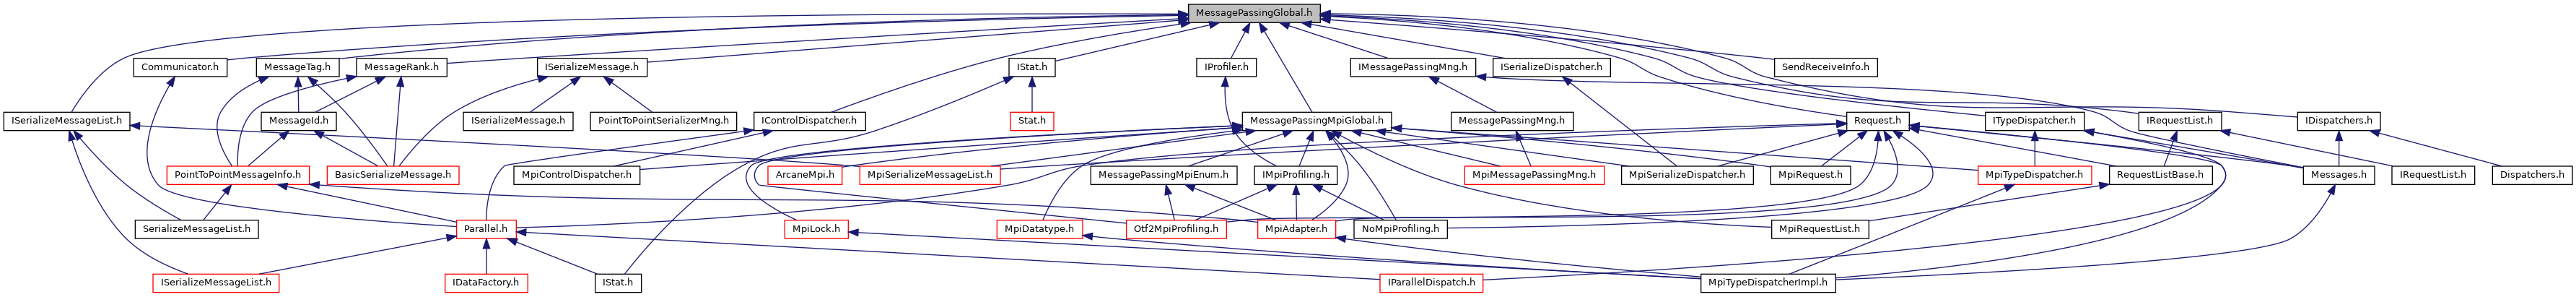 MessagePassingGlobal.h
Communicator.h
MessageTag.h
MessageRank.h
ISerializeMessage.h
IStat.h
IProfiler.h
IMessagePassingMng.h
ISerializeDispatcher.h
SendReceiveInfo.h
ISerializeMessageList.h
MessageId.h
ISerializeMessage.h
PointToPointSerializerMng.h
IControlDispatcher.h
Stat.h
MessagePassingMpiGlobal.h
MessagePassingMng.h
Request.h
ITypeDispatcher.h
IRequestList.h
IDispatchers.h
PointToPointMessageInfo.h
BasicSerializeMessage.h
MpiControlDispatcher.h
ArcaneMpi.h
MpiSerializeMessageList.h
MessagePassingMpiEnum.h
IMpiProfiling.h
MpiMessagePassingMng.h
MpiSerializeDispatcher.h
MpiRequest.h
MpiTypeDispatcher.h
RequestListBase.h
Messages.h
IRequestList.h
Dispatchers.h
SerializeMessageList.h
Parallel.h
MpiLock.h
MpiDatatype.h
Otf2MpiProfiling.h
MpiAdapter.h
NoMpiProfiling.h
MpiRequestList.h
ISerializeMessageList.h
IDataFactory.h
IStat.h
IParallelDispatch.h
MpiTypeDispatcherImpl.h